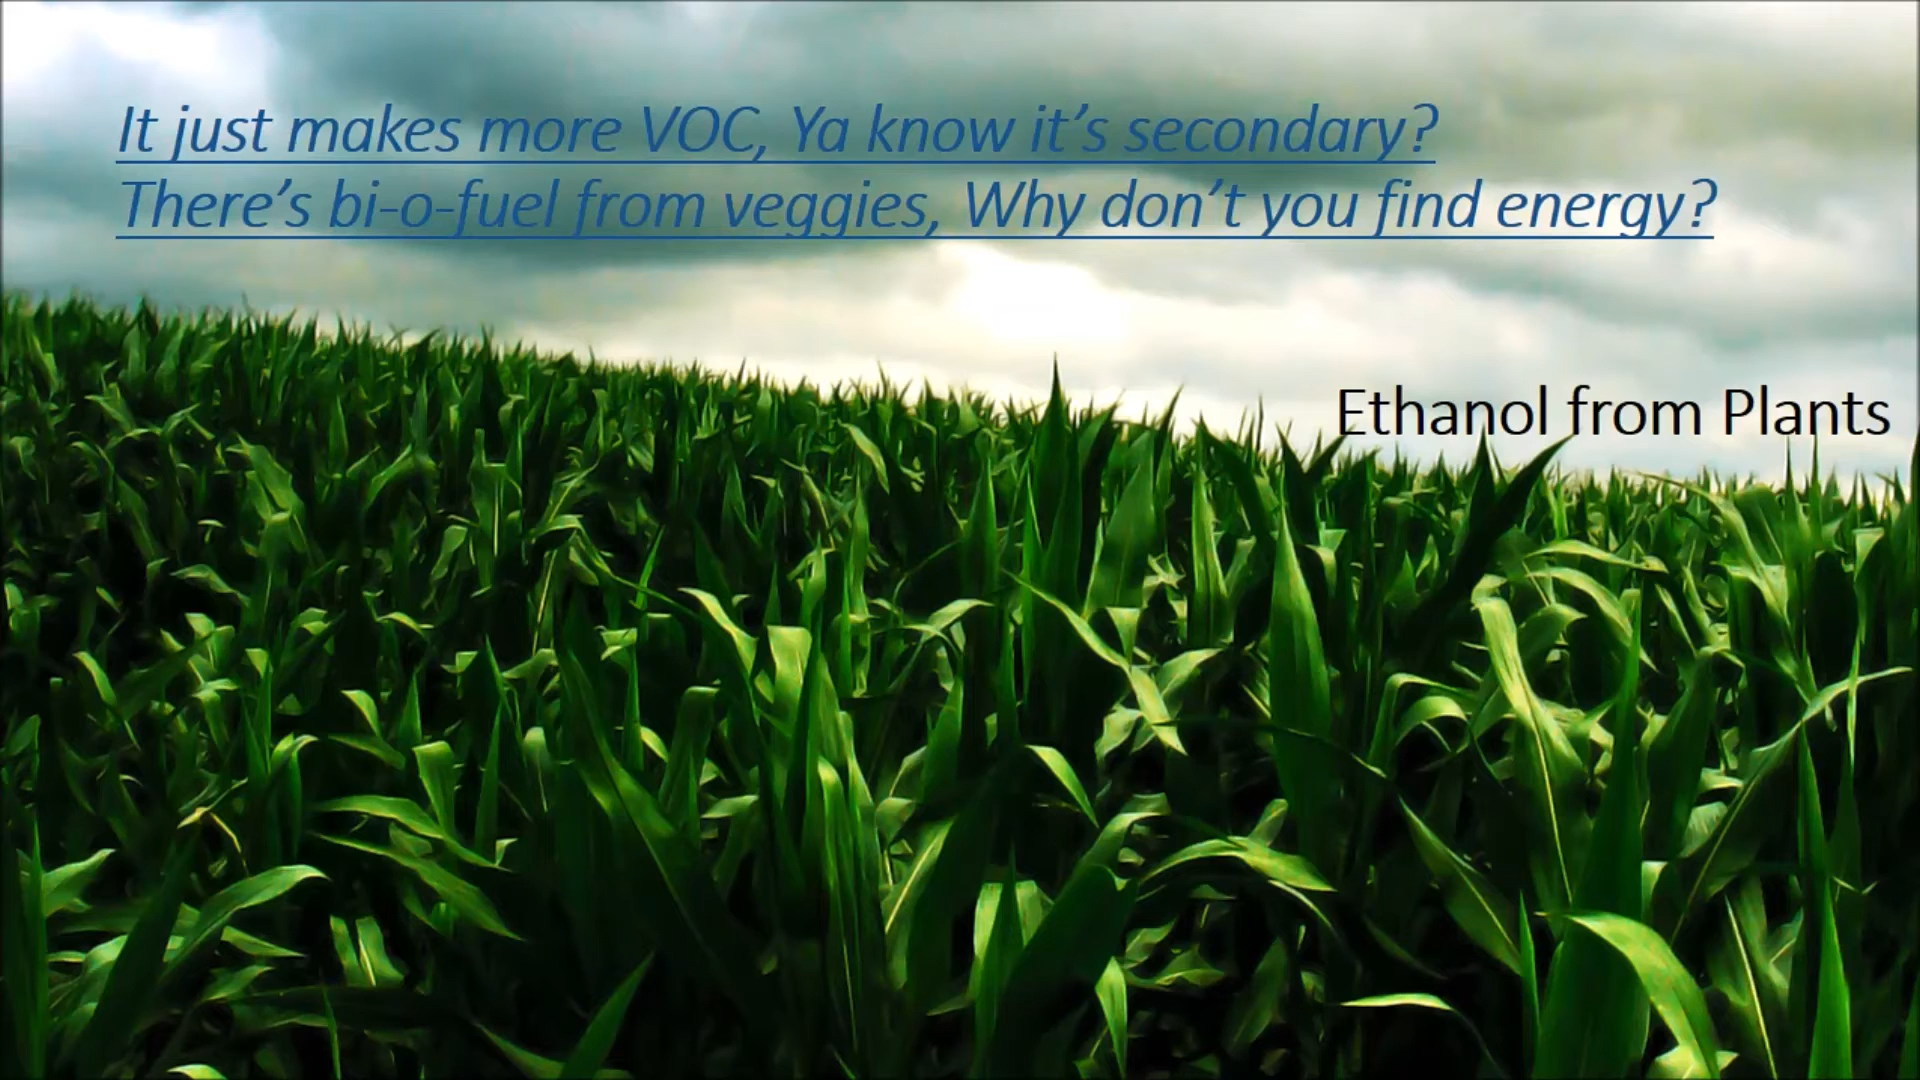 It just makes more VOC, Ya know it’s secondary?
There’s bi-o-fuel from veggies, Why don’t you find energy?
Ethanol from Plants